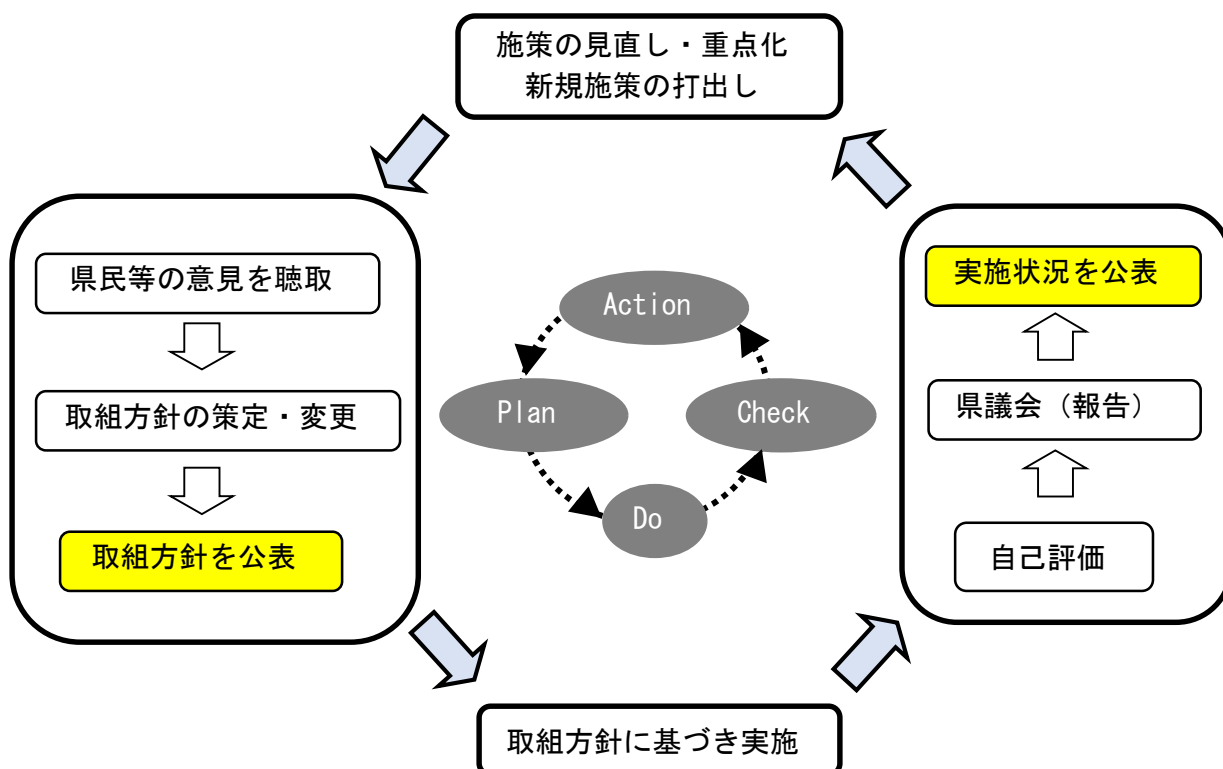 施策の見直し・重点化
新規施策の打出し
県民等の意見を聴取
取組方針の策定・変更
取組方針を公表
Action
Plan
Check
Do
実施状況を公表
県議会（報告）
自己評価
取組方針に基づき実施